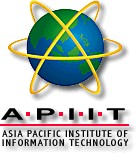 A·P·I·I·T
ASIA PACIFIC INSTITUTE OF
INFORMATION TECHNOLOGY